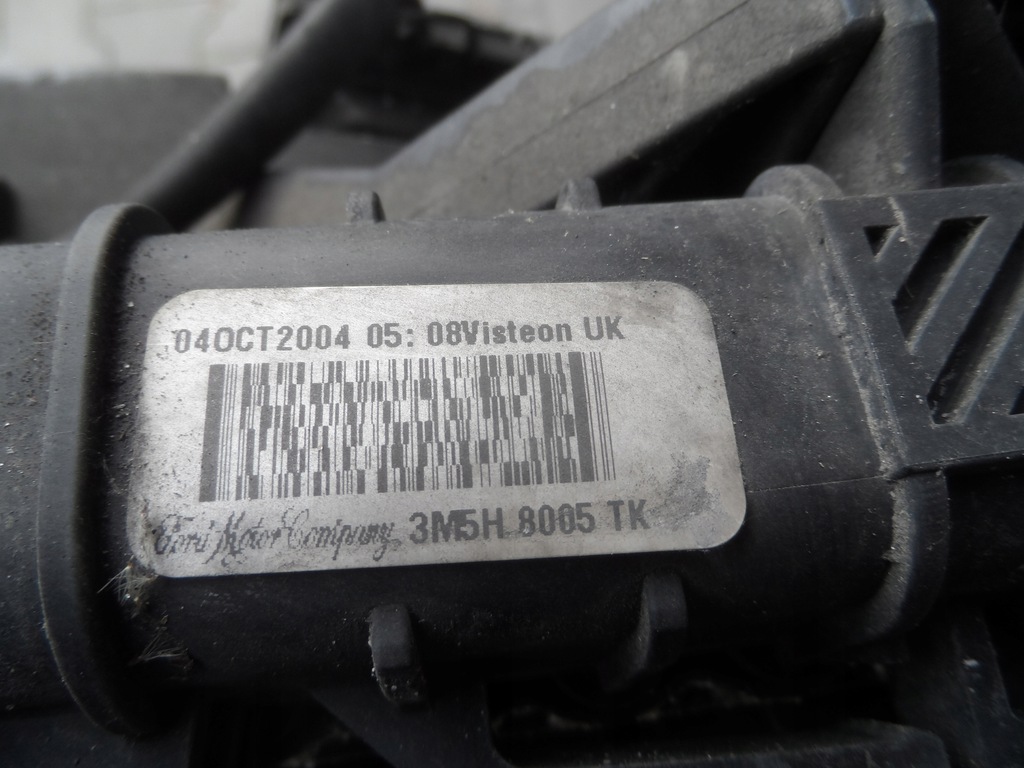 04OCT2004 05: 08Visteon UK
Ford Motor Company 3M5H 8005 TK